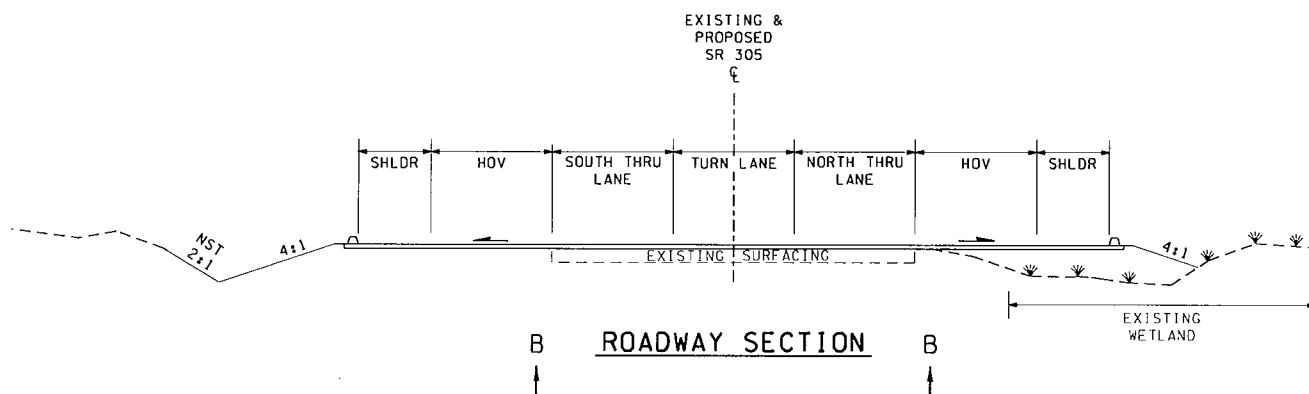 EXISTING &
PROPOSED
SR 305
℄
SHLDR
HOV
SOUTH THRU
LANE
TURN LANE
NORTH THRU
LANE
HOV
SHLDR
NST
2:1
4:1
EXISTING SURFACING
4:1
EXISTING
WETLAND
B
ROADWAY SECTION
B